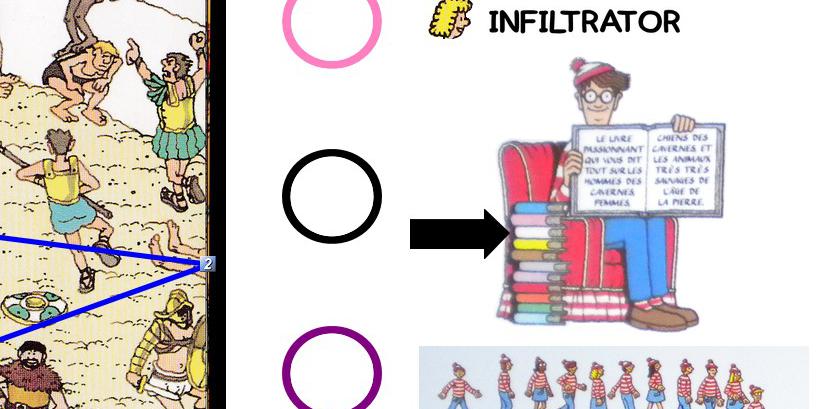 INFILTRATOR
LE LIVRE
PASSIONNANT
QUI VOUS DIT
TOUT SUR LES
HOMMES DES
CAVERNES,
FEMMES,
CHIENS DES
CAVERNES, ET
LES ANIMAUX
TRÈS TRÈS
SAUVAGES DE
L'ÂGE DE
LA PIERRE.
2